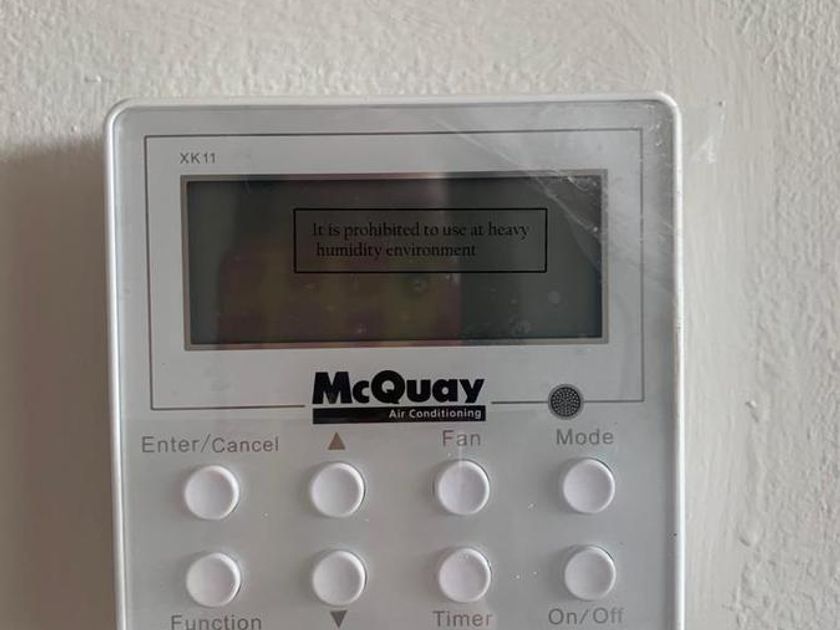 XK11
It is prohibited to use at heavy
humidity environment
McQuay
Air Conditioning
Enter/Cancel ▲ Fan Mode
Function ▼ Timer On/Off